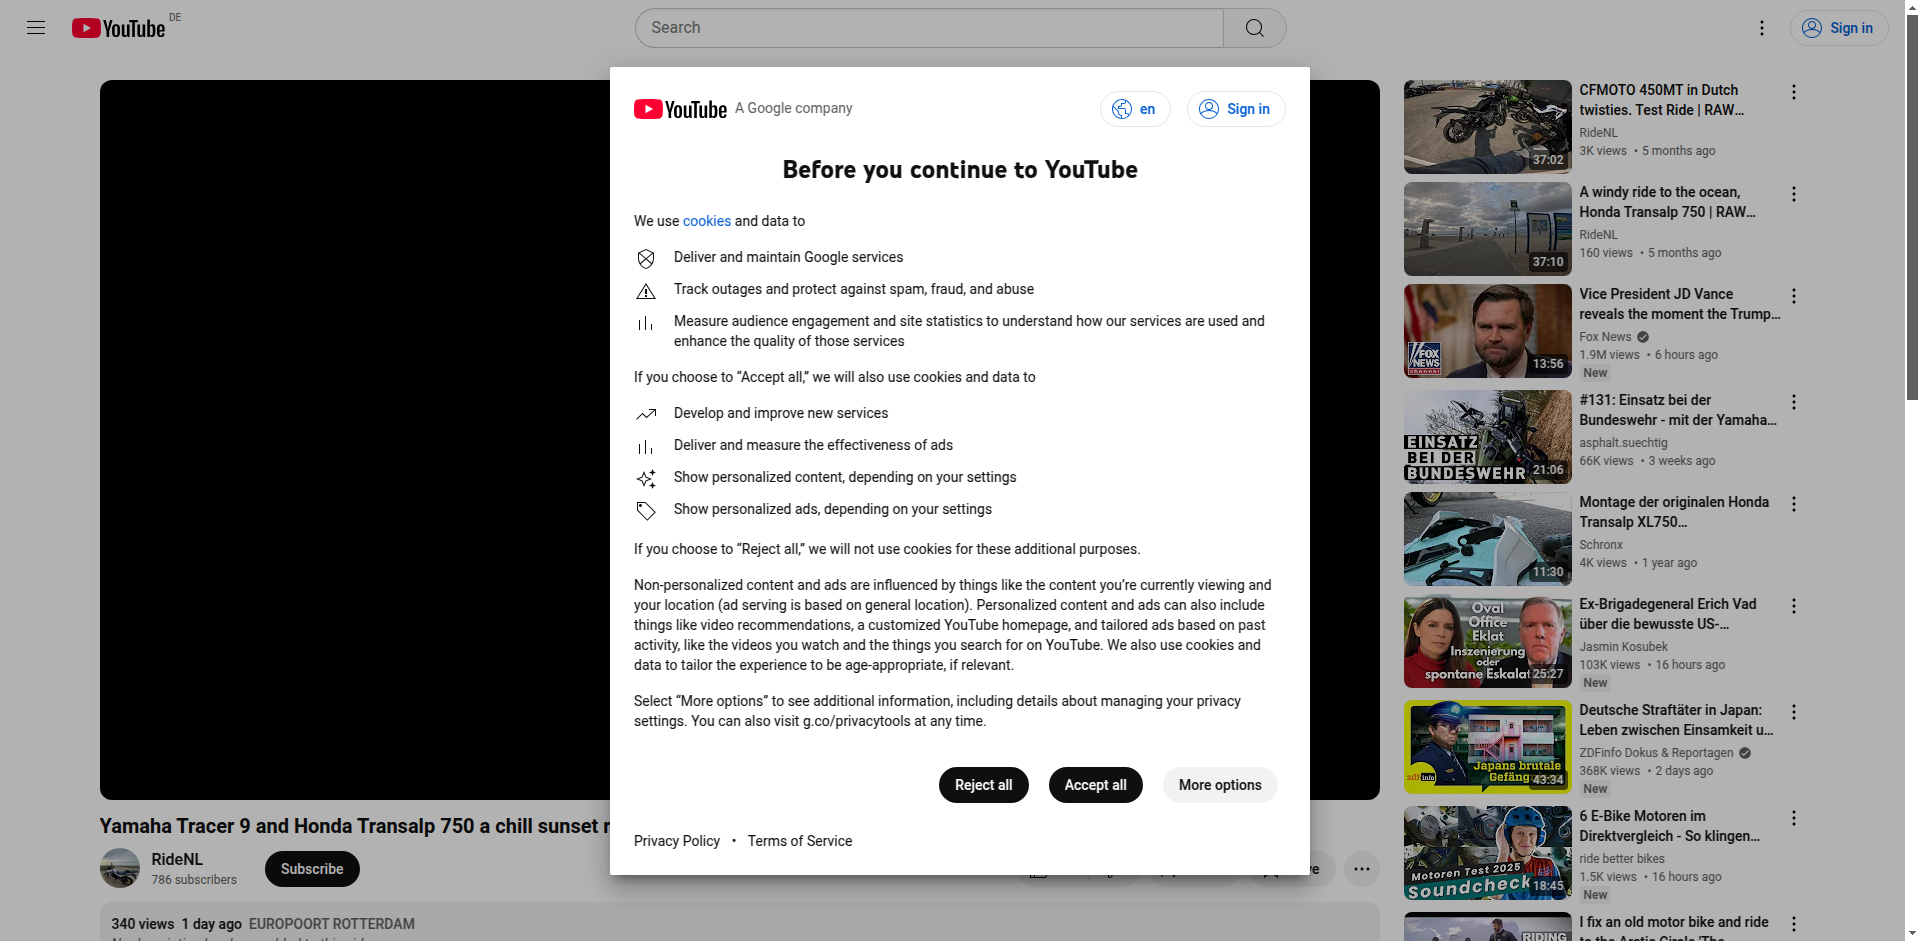 YouTube
DE
Search
Sign in
YouTube
A Google company
en
Sign in
Before you continue to YouTube
We use cookies and data to
Deliver and maintain Google services
Track outages and protect against spam, fraud, and abuse
Measure audience engagement and site statistics to understand how our services are used and
enhance the quality of those services
If you choose to “Accept all,” we will also use cookies and data to
Develop and improve new services
Deliver and measure the effectiveness of ads
Show personalized content, depending on your settings
Show personalized ads, depending on your settings
If you choose to “Reject all,” we will not use cookies for these additional purposes.
Non-personalized content and ads are influenced by things like the content you’re currently viewing and
your location (ad serving is based on general location). Personalized content and ads can also include
things like video recommendations, a customized YouTube homepage, and tailored ads based on past
activity, like the videos you watch and the things you search for on YouTube. We also use cookies and
data to tailor the experience to be age-appropriate, if relevant.
Select “More options” to see additional information, including details about managing your privacy
settings. You can also visit g.co/privacytools at any time.
Reject all
Accept all
More options
Privacy Policy • Terms of Service
Yamaha Tracer 9 and Honda Transalp 750 a chill sunset r
RideNL
786 subscribers
Subscribe
340 views 1 day ago EUROPOORT ROTTERDAM
37:02
CFMOTO 450MT in Dutch
twisties. Test Ride | RAW...
RideNL
3K views • 5 months ago
37:10
A windy ride to the ocean,
Honda Transalp 750 | RAW...
RideNL
160 views • 5 months ago
FOX
NEWS
channel
13:56
Vice President JD Vance
reveals the moment the Trump...
Fox News
1.9M views • 6 hours ago
New
EINSATZ
BEI DER
BUNDESWEHR
21:06
#131: Einsatz bei der
Bundeswehr - mit der Yamaha...
asphalt.suechtig
66K views • 3 weeks ago
11:30
Montage der originalen Honda
Transalp XL750...
Schronx
4K views • 1 year ago
Oval
Office
Eklat
Inszenierung
oder
spontane Eskalat
25:27
Ex-Brigadegeneral Erich Vad
über die bewusste US-...
Jasmin Kosubek
103K views • 16 hours ago
New
zdf info
Japans brutale
Gefäng
43:34
Deutsche Straftäter in Japan:
Leben zwischen Einsamkeit u...
ZDFinfo Dokus & Reportagen
368K views • 2 days ago
New
Motoren Test 2025
Soundcheck
18:45
6 E-Bike Motoren im
Direktvergleich - So klingen...
ride better bikes
1.5K views • 16 hours ago
New
RIDING
I fix an old motor bike and ride
to the Arctic Circle 'The